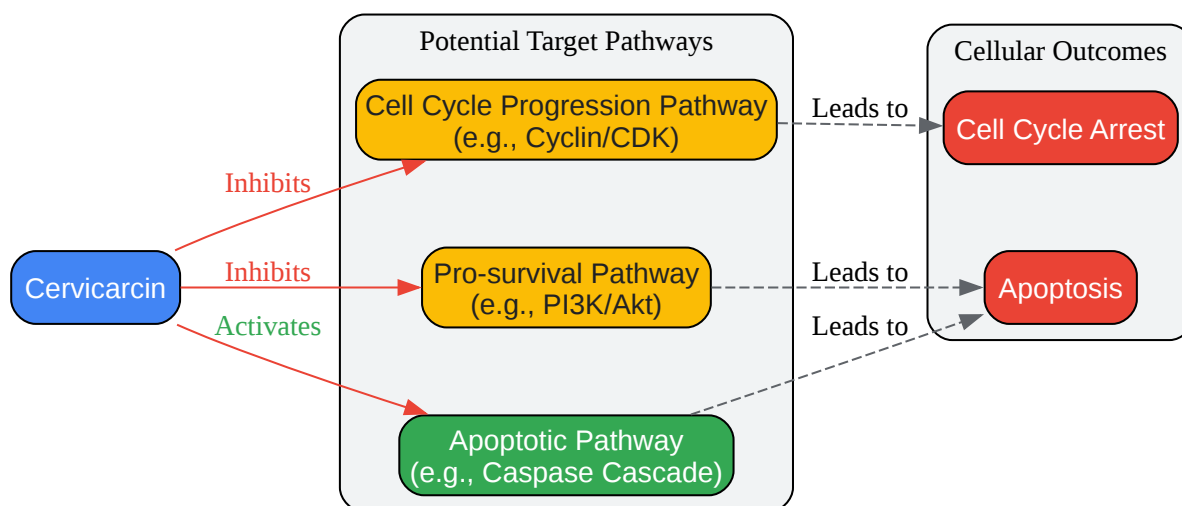 Potential Target Pathways
Cellular Outcomes
Cell Cycle Progression Pathway
(e.g., Cyclin/CDK)
Leads to
Cell Cycle Arrest
Inhibits
Cervicarcin
Inhibits
Pro-survival Pathway
(e.g., PI3K/Akt)
Leads to
Apoptosis
Activates
Leads to
Apoptotic Pathway
(e.g., Caspase Cascade)